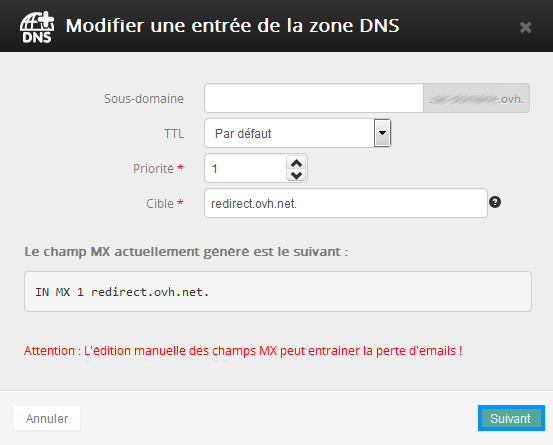 DNS Modifier une entrée de la zone DNS
Sous-domaine .ovh.
TTL Par défaut
Priorité * 1
Cible * redirect.ovh.net. ?
Le champ MX actuellement généré est le suivant :
IN MX 1 redirect.ovh.net.
Attention : L'édition manuelle des champs MX peut entrainer la perte d'emails !
Annuler Suivant